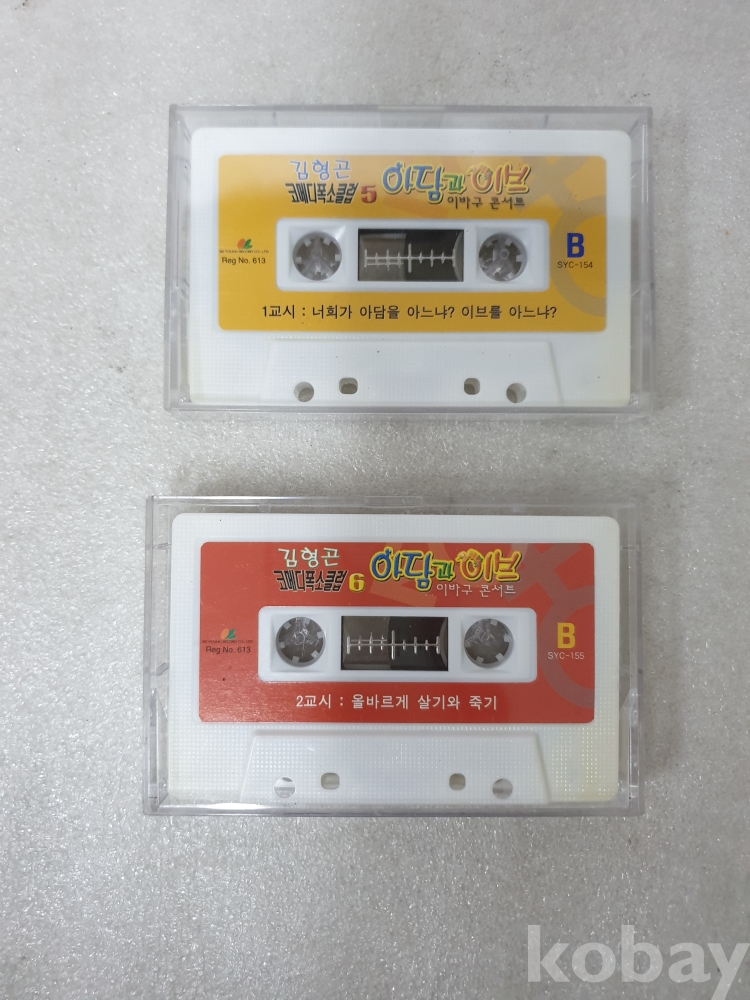 김형곤
코메디폭소클럽 5 아담과 이브
이바구 콘서트
B
SYC-154
Reg No. 613
1교시 : 너희가 아담을 아느냐? 이브를 아느냐?
김형곤
코메디폭소클럽 6 아담과 이브
이바구 콘서트
B
SYC-155
Reg No. 613
2교시 : 올바르게 살기와 죽기
kobay